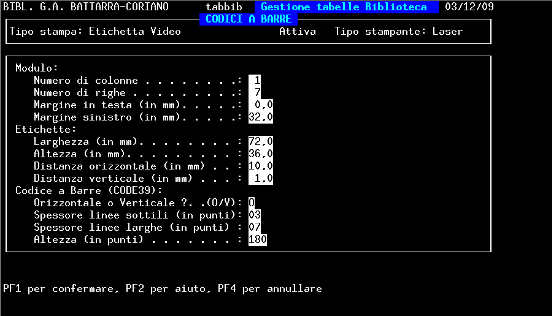 BIBL. G.A. BATTARRA-CORIANO tabbib Gestione tabelle Biblioteca 03/12/09
CODICI A BARRE
Tipo stampa: Etichetta Video Attiva Tipo stampante: Laser
Modulo:
Numero di colonne . . . . . . . . : 1
Numero di righe . . . . . . . . . : 7
Margine in testa (in mm). . . . . : 0,0
Margine sinistro (in mm). . . . . : 32,0
Etichette:
Larghezza (in mm). . . . . . . . : 72,0
Altezza (in mm). . . . . . . . . : 36,0
Distanza orizzontale (in mm) . . : 10,0
Distanza verticale (in mm) . . . : 1,0
Codice a Barre (CODE39):
Orizzontale o Verticale ?. .(O/V): O
Spessore linee sottili (in punti): 03
Spessore linee larghe (in punti) : 07
Altezza (in punti) . . . . . . . : 180
PF1 per confermare, PF2 per aiuto, PF4 per annullare